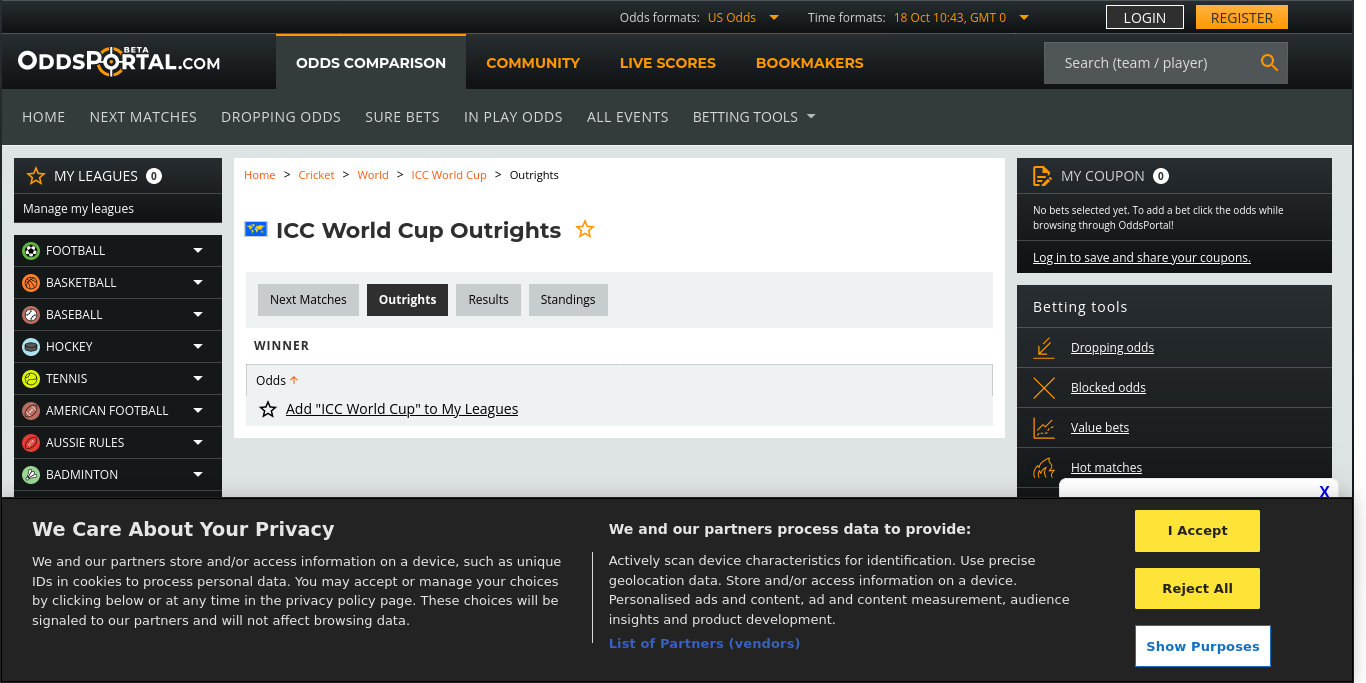 Odds formats: US Odds Time formats: 18 Oct 10:43, GMT 0 LOGIN REGISTER
ODDSPORTAL.COM BETA
ODDS COMPARISON COMMUNITY LIVE SCORES BOOKMAKERS Search (team / player)
HOME NEXT MATCHES DROPPING ODDS SURE BETS IN PLAY ODDS ALL EVENTS BETTING TOOLS
MY LEAGUES 0
Manage my leagues
FOOTBALL
BASKETBALL
BASEBALL
HOCKEY
TENNIS
AMERICAN FOOTBALL
AUSSIE RULES
BADMINTON
Home > Cricket > World > ICC World Cup > Outrights
ICC World Cup Outrights
Next Matches Outrights Results Standings
WINNER
Odds
Add "ICC World Cup" to My Leagues
MY COUPON 0
No bets selected yet. To add a bet click the odds while
browsing through OddsPortal!
Log in to save and share your coupons.
Betting tools
Dropping odds
Blocked odds
Value bets
Hot matches
X
We Care About Your Privacy
We and our partners store and/or access information on a device, such as unique
IDs in cookies to process personal data. You may accept or manage your choices
by clicking below or at any time in the privacy policy page. These choices will be
signaled to our partners and will not affect browsing data.
We and our partners process data to provide:
Actively scan device characteristics for identification. Use precise
geolocation data. Store and/or access information on a device.
Personalised ads and content, ad and content measurement, audience
insights and product development.
List of Partners (vendors)
I Accept
Reject All
Show Purposes